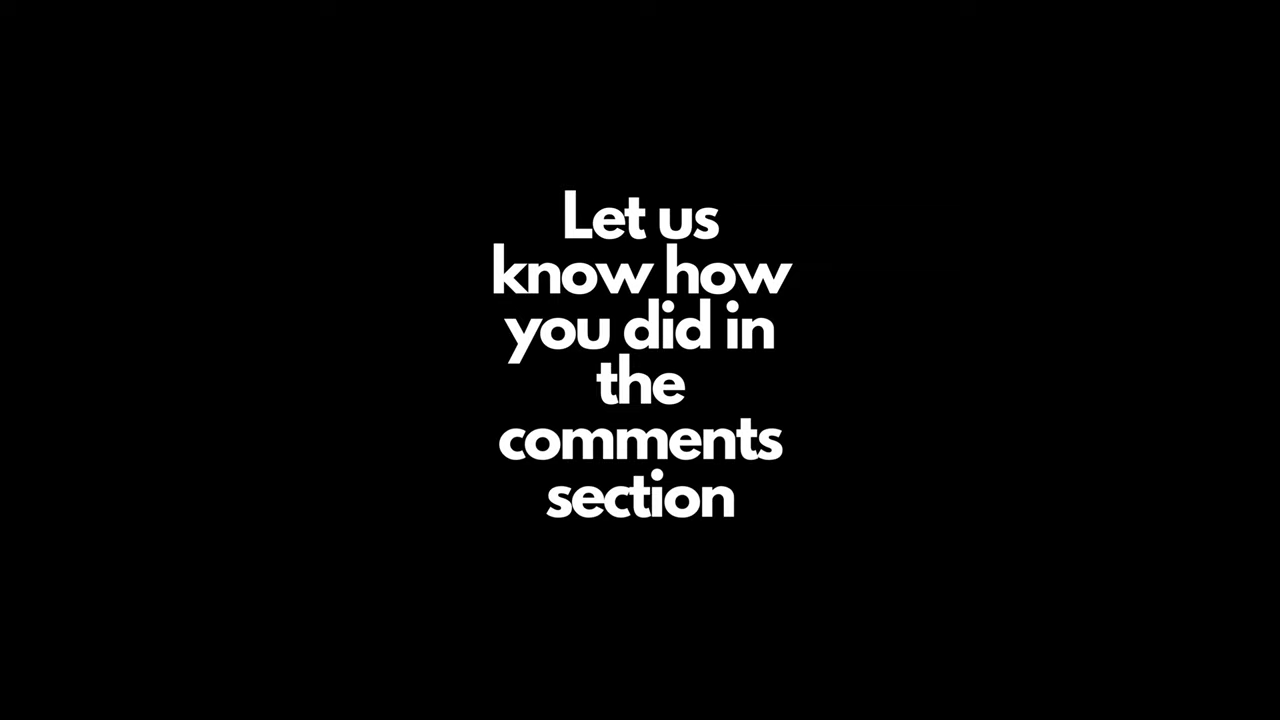 Let us
know how
you did in
the
comments
section